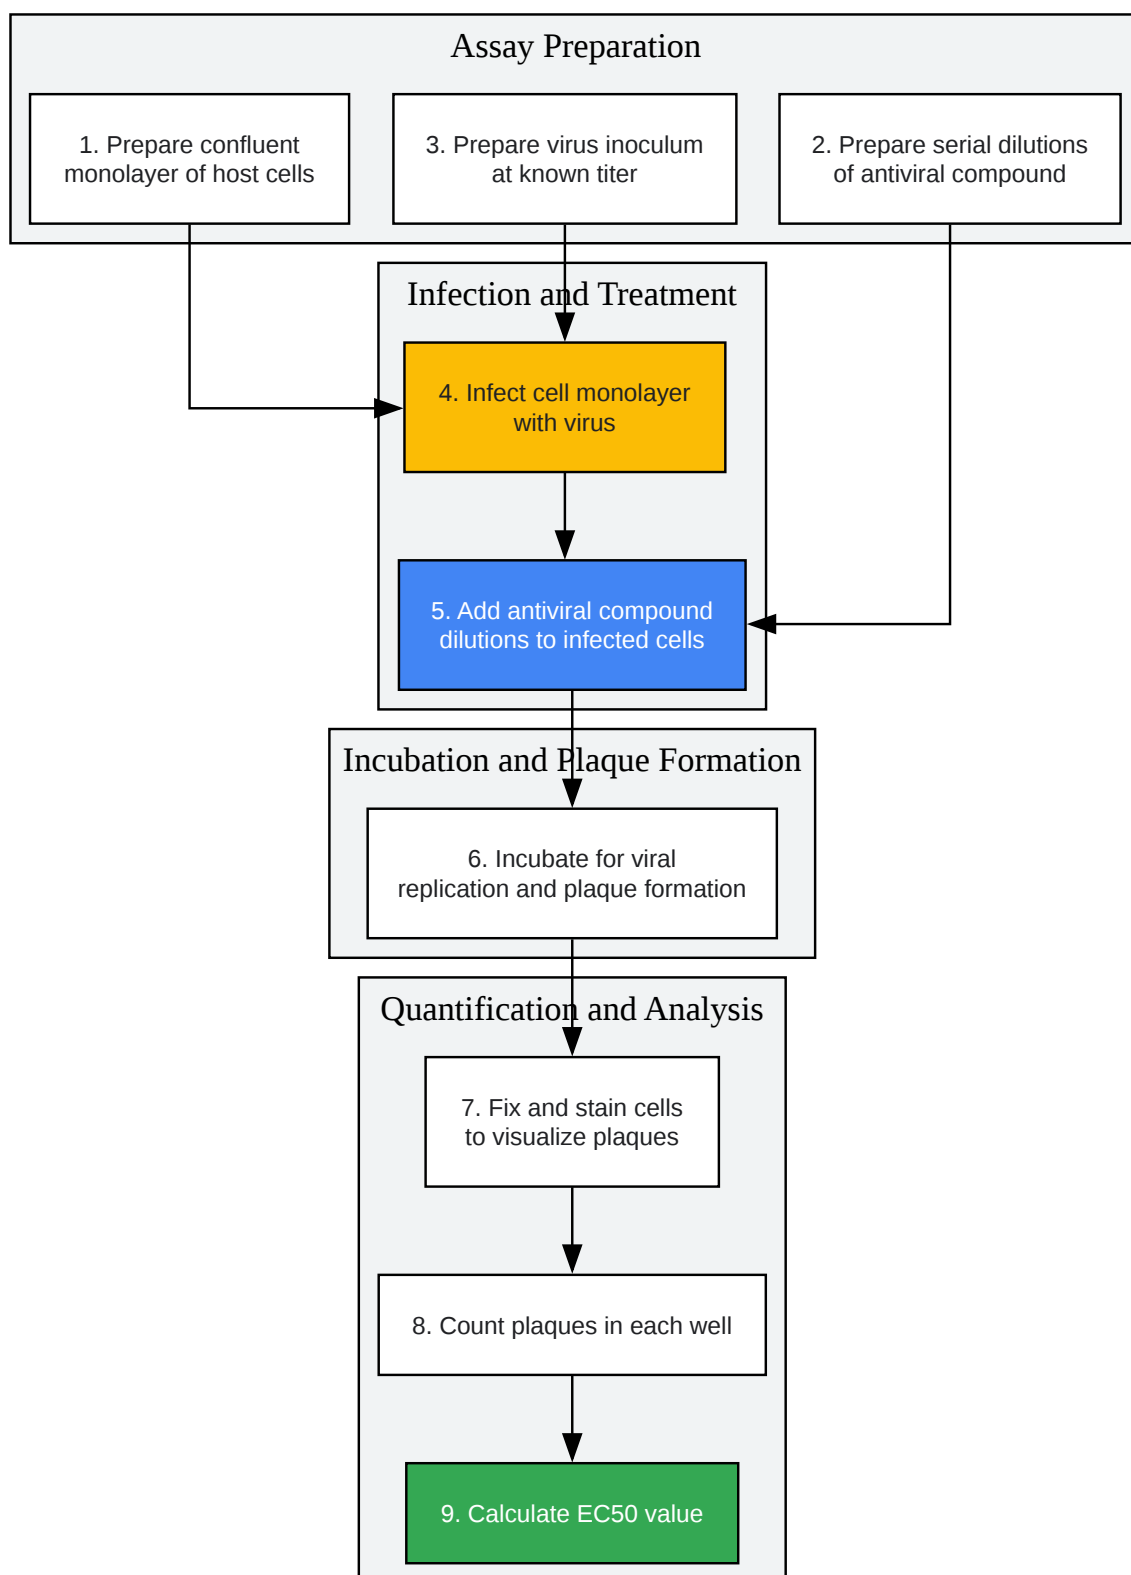 Assay Preparation
1. Prepare confluent
monolayer of host cells
3. Prepare virus inoculum
at known titer
2. Prepare serial dilutions
of antiviral compound
Infection and Treatment
4. Infect cell monolayer
with virus
5. Add antiviral compound
dilutions to infected cells
Incubation and Plaque Formation
6. Incubate for viral
replication and plaque formation
Quantification and Analysis
7. Fix and stain cells
to visualize plaques
8. Count plaques in each well
9. Calculate EC50 value